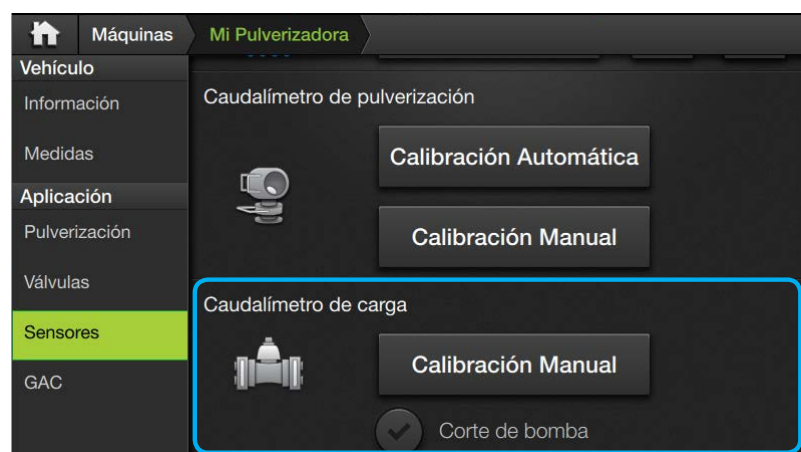 Máquinas
Mi Pulverizadora
Vehículo
Información
Medidas
Aplicación
Pulverización
Válvulas
Sensores
GAC
Caudalímetro de pulverización
Calibración Automática
Calibración Manual
Caudalímetro de carga
Calibración Manual
Corte de bomba